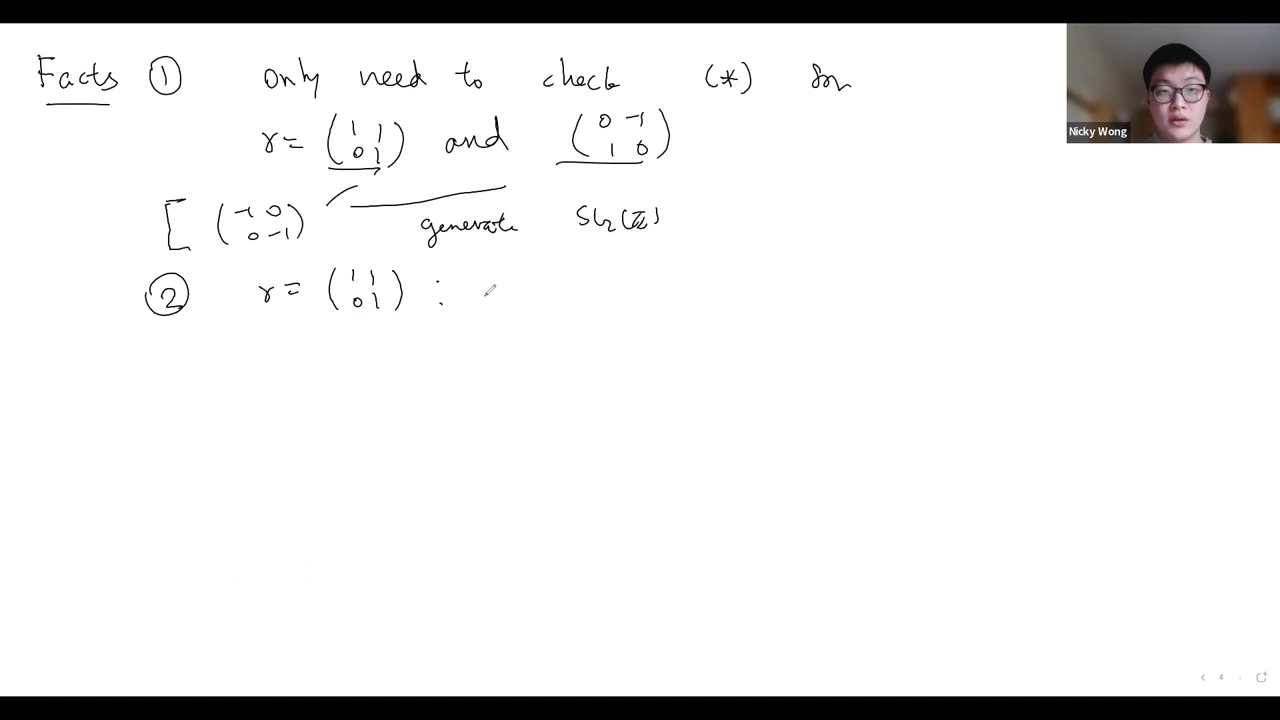 Facts ① only need to check (*) for
γ = (1 1 0 1) and (0 -1 1 0)
[ (-1 0 0 -1) generate SL₂(ℤ)
② γ = (1 1 0 1) :
Nicky Wong
4